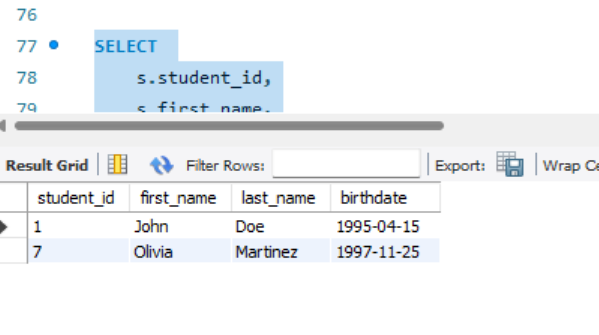 76
77 SELECT
78 s.student_id,
79 s.first_name,
Result Grid Filter Rows: Export: Wrap Ce
student_id first_name last_name birthdate
1 John Doe 1995-04-15
7 Olivia Martinez 1997-11-25